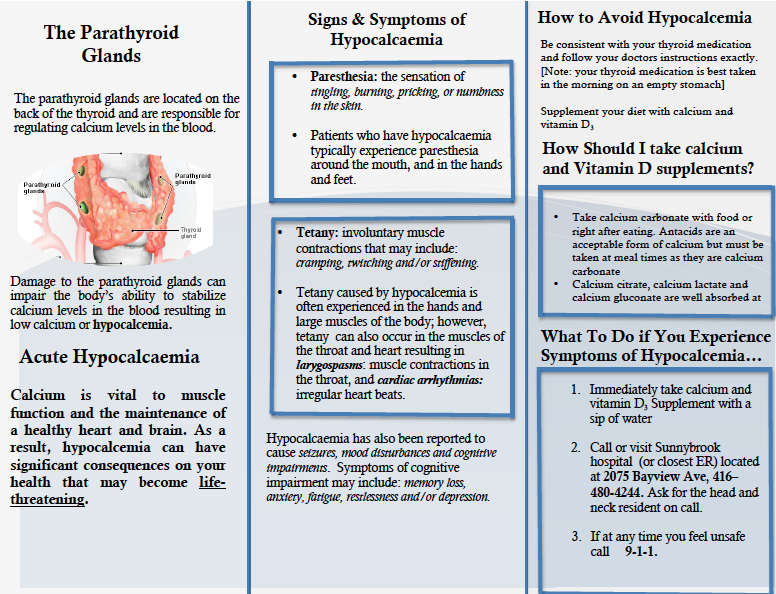 The Parathyroid
Glands
The parathyroid glands are located on the
back of the thyroid and are responsible for
regulating calcium levels in the blood.
Parathyroid
glands
Parathyroid
glands
Thyroid
gland
Damage to the parathyroid glands can
impair the body's ability to stabilize
calcium levels in the blood resulting in
low calcium or hypocalcemia.
Acute Hypocalcaemia
Calcium is vital to muscle
function and the maintenance of
a healthy heart and brain. As a
result, hypocalcemia can have
significant consequences on your
health that may become life-
threatening.
Signs & Symptoms of
Hypocalcaemia
• Paresthesia: the sensation of
tingling, burning, pricking, or numbness
in the skin.
• Patients who have hypocalcaemia
typically experience paresthesia
around the mouth, and in the hands
and feet.
• Tetany: involuntary muscle
contractions that may include:
cramping, twitching and/or stiffening.
• Tetany caused by hypocalcemia is
often experienced in the hands and
large muscles of the body; however,
tetany can also occur in the muscles of
the throat and heart resulting in
larygospasms: muscle contractions in
the throat, and cardiac arrhythmias:
irregular heart beats.
Hypocalcaemia has also been reported to
cause seizures, mood disturbances and cognitive
impairments. Symptoms of cognitive
impairment may include: memory loss,
anxiety, fatigue, restlessness and/or depression.
How to Avoid Hypocalcemia
Be consistent with your thyroid medication
and follow your doctors instructions exactly.
[Note: your thyroid medication is best taken
in the morning on an empty stomach]
Supplement your diet with calcium and
vitamin D₃
How Should I take calcium
and Vitamin D supplements?
• Take calcium carbonate with food or
right after eating. Antacids are an
acceptable form of calcium but must be
taken at meal times as they are calcium
carbonate
• Calcium citrate, calcium lactate and
calcium gluconate are well absorbed at
What To Do if You Experience
Symptoms of Hypocalcemia…
1. Immediately take calcium and
vitamin D₃ Supplement with a
sip of water
2. Call or visit Sunnybrook
hospital (or closest ER) located
at 2075 Bayview Ave, 416–
480-4244. Ask for the head and
neck resident on call.
3. If at any time you feel unsafe
call 9-1-1.